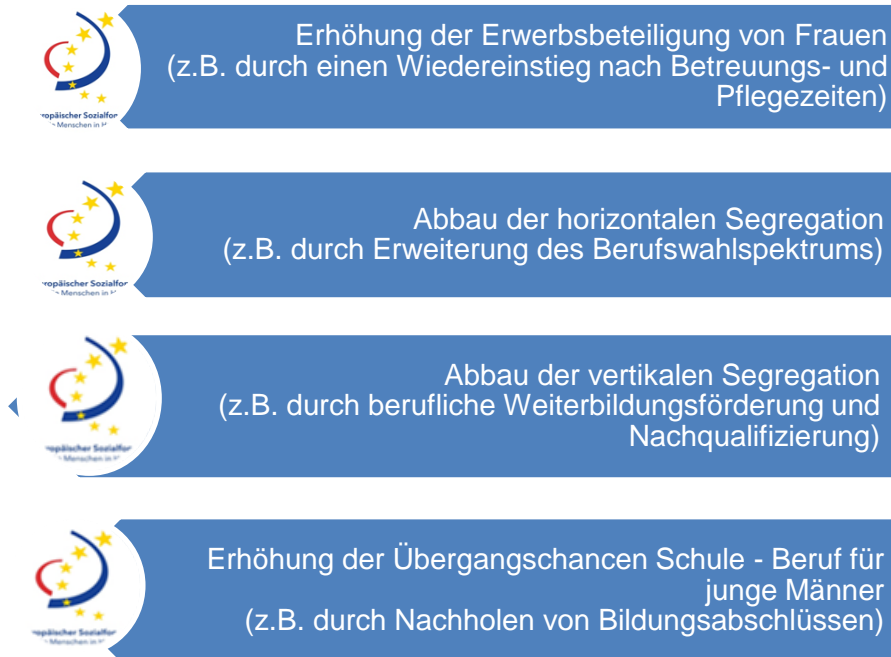 Erhöhung der Erwerbsbeteiligung von Frauen
(z.B. durch einen Wiedereinstieg nach Betreuungs- und
Pflegezeiten)
Abbau der horizontalen Segregation
(z.B. durch Erweiterung des Berufswahlspektrums)
Abbau der vertikalen Segregation
(z.B. durch berufliche Weiterbildungsförderung und
Nachqualifizierung)
Erhöhung der Übergangschancen Schule - Beruf für
junge Männer
(z.B. durch Nachholen von Bildungsabschlüssen)